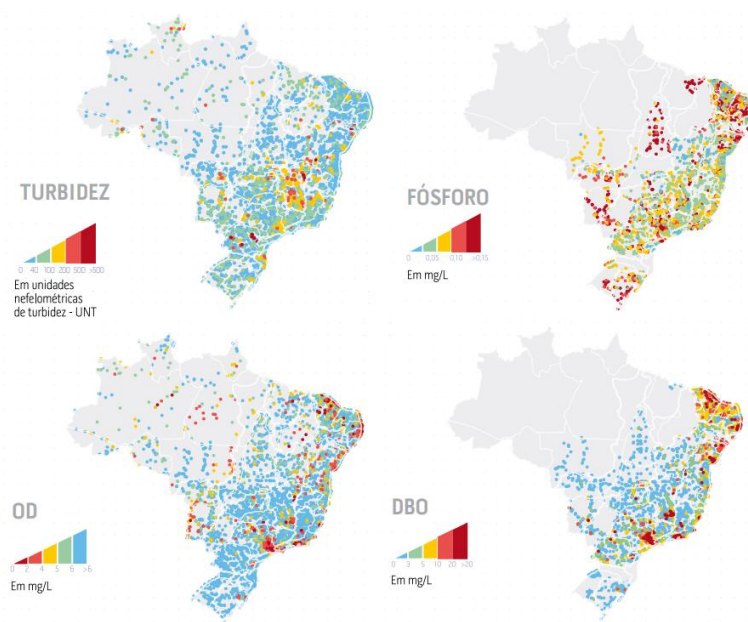 TURBIDEZ
0 40 100 200 500 >500
Em unidades
nefelométricas
de turbidez - UNT
FÓSFORO
0 0,05 0,10 >0,15
Em mg/L
OD
0 2 4 5 6 >6
Em mg/L
DBO
0 3 5 10 20 >20
Em mg/L